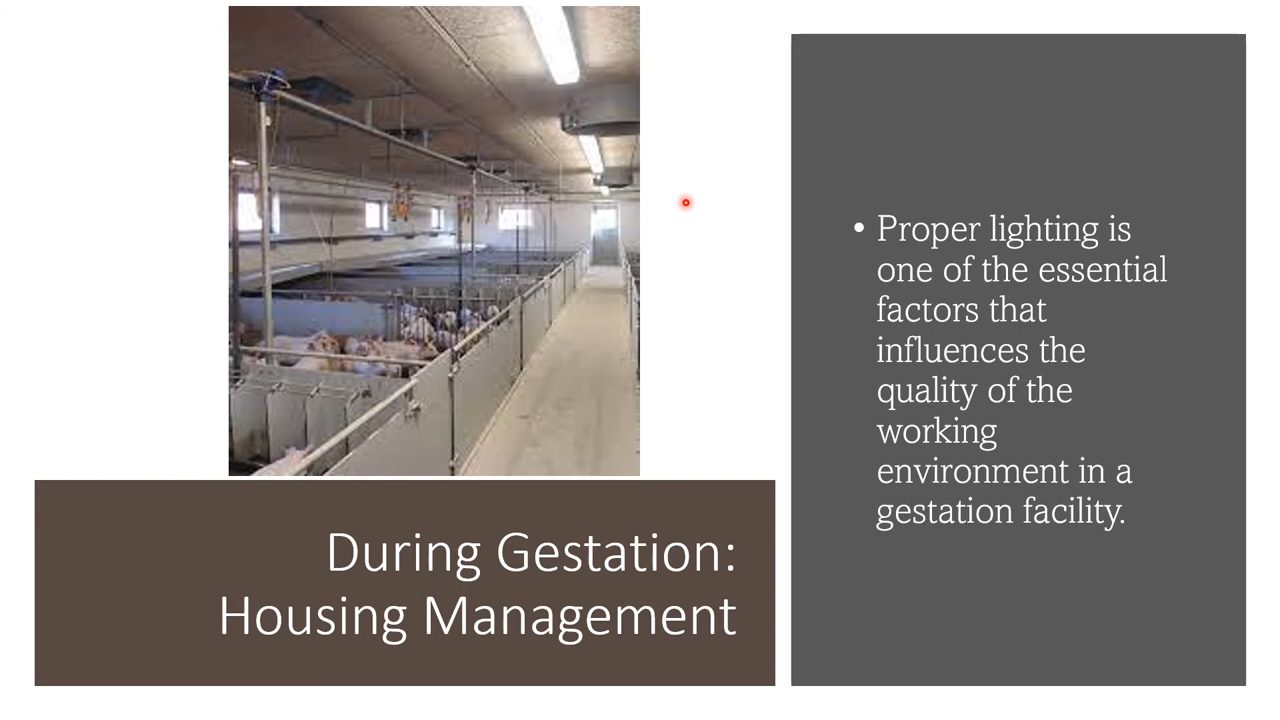 During Gestation:
Housing Management
• Proper lighting is
one of the essential
factors that
influences the
quality of the
working
environment in a
gestation facility.